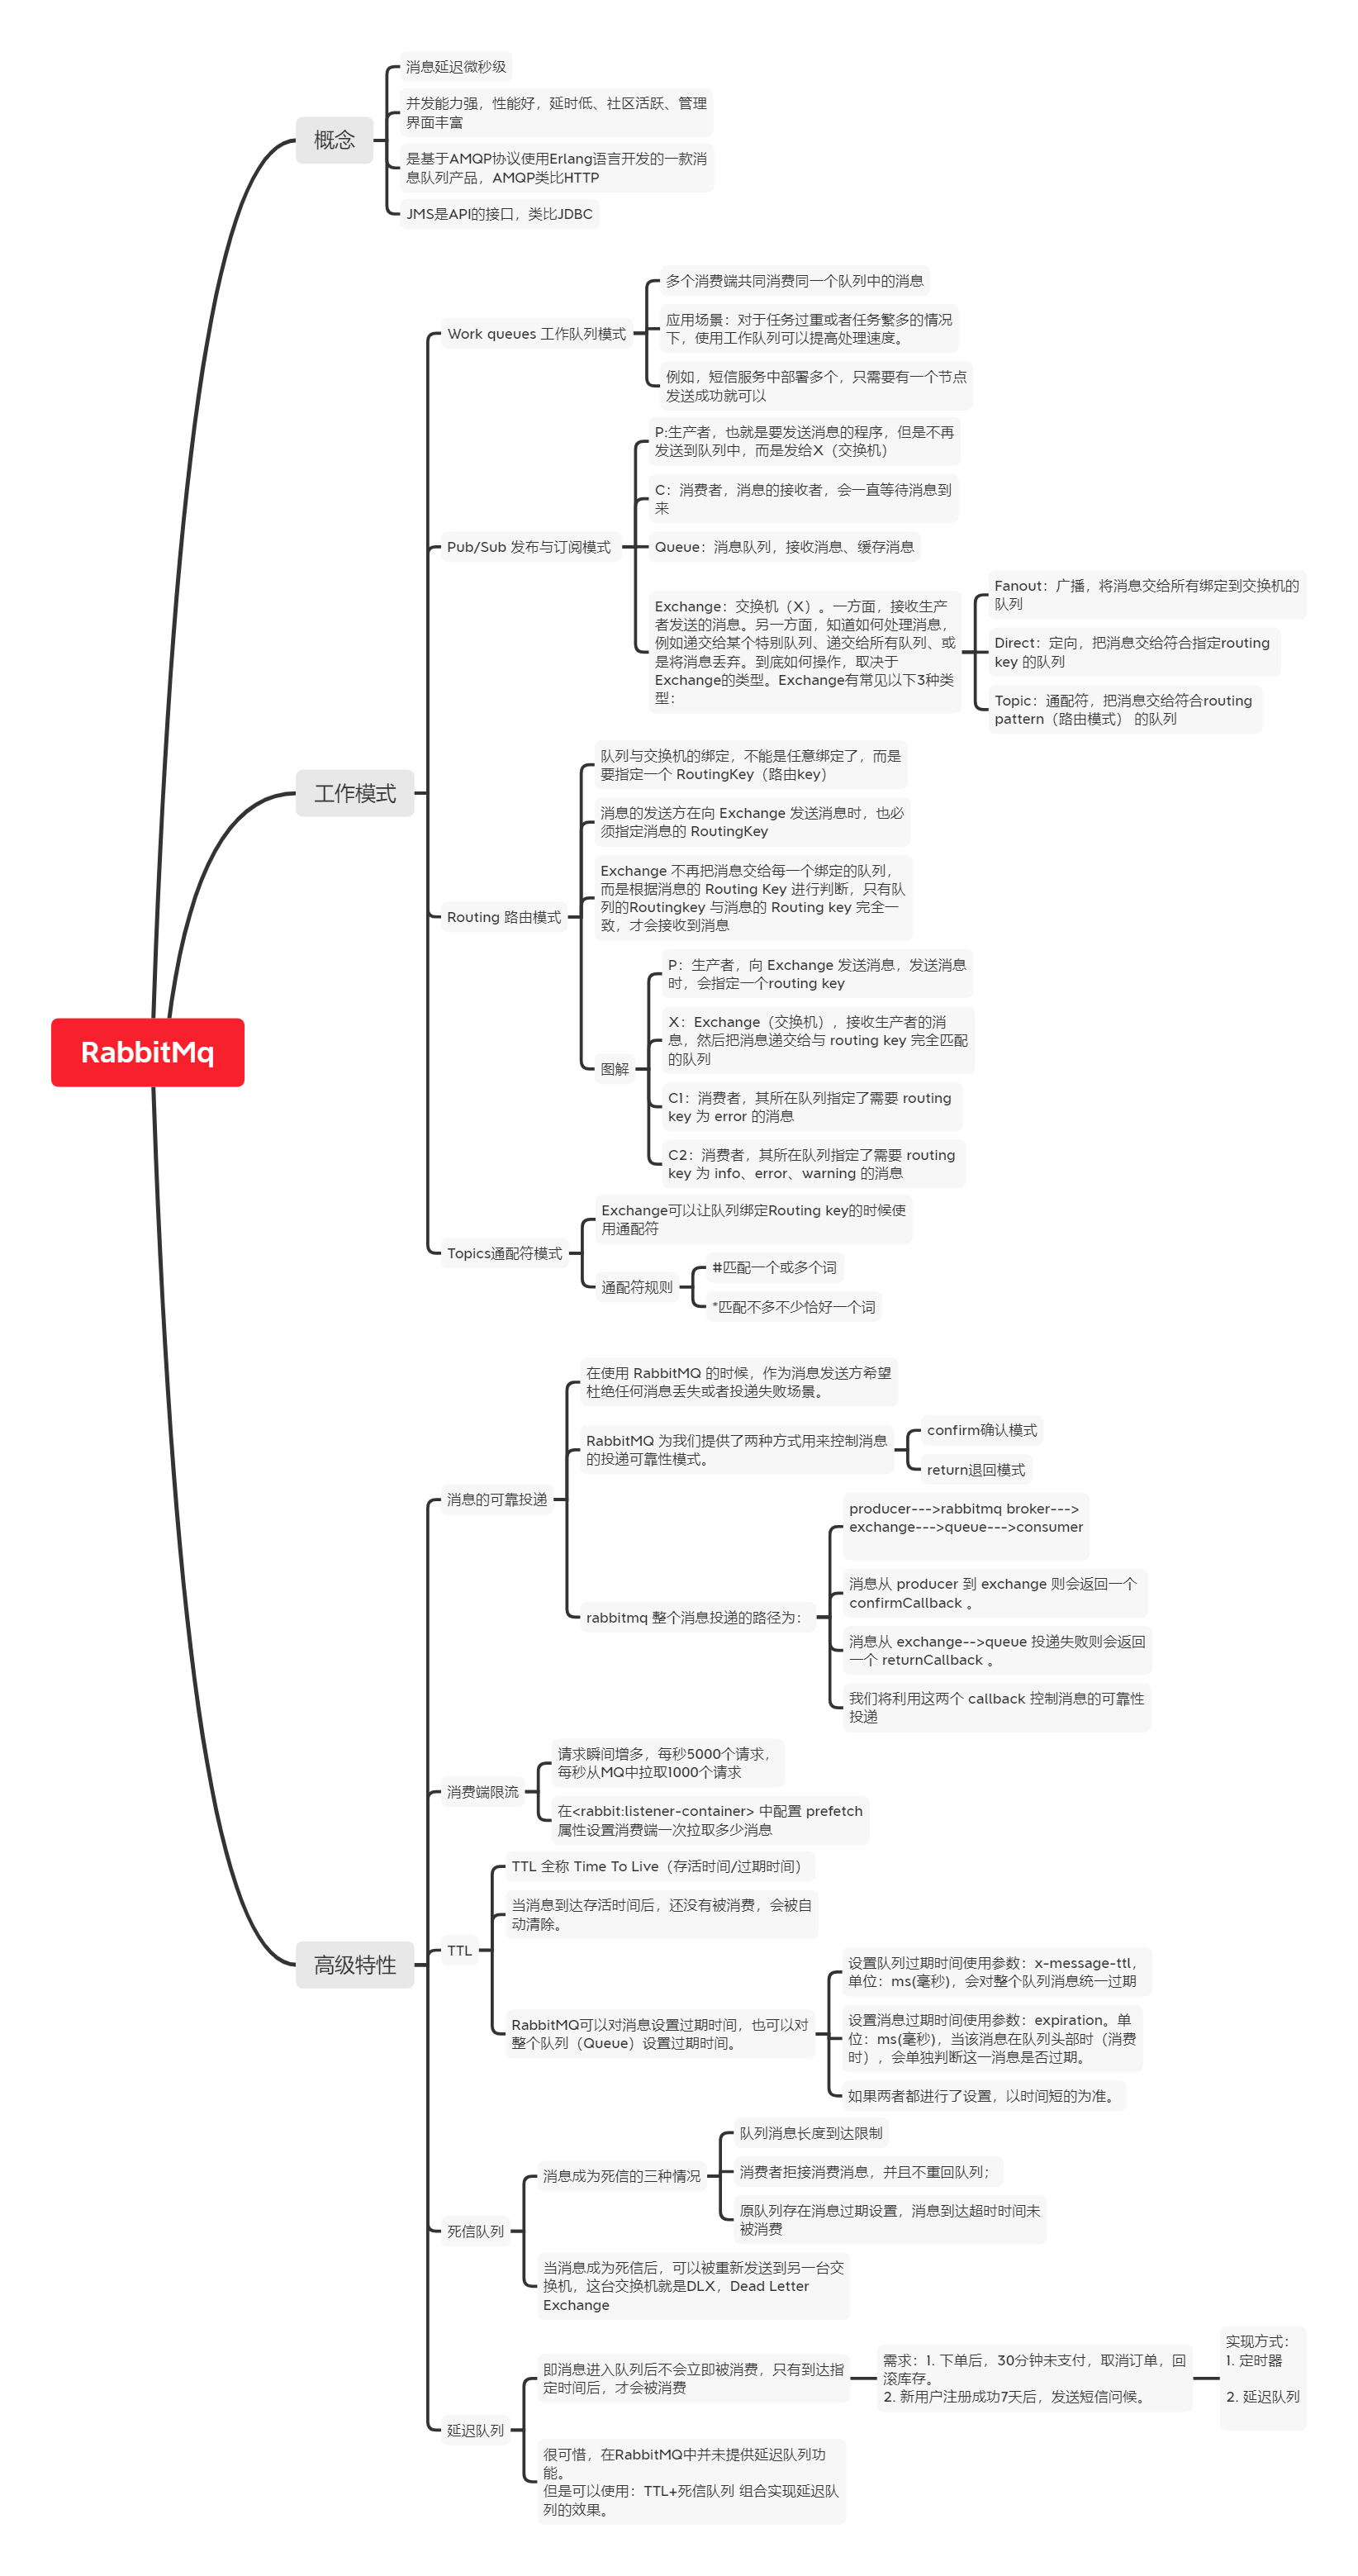 消息延迟微秒级
并发能力强，性能好，延时低、社区活跃、管理
界面丰富
概念
是基于AMQP协议使用Erlang语言开发的一款消
息队列产品，AMQP类比HTTP
JMS是API的接口，类比JDBC
多个消费端共同消费同一个队列中的消息
Work queues 工作队列模式
应用场景：对于任务过重或者任务繁多的情况
下，使用工作队列可以提高处理速度。
例如，短信服务中部署多个，只需要有一个节点
发送成功就可以
P:生产者，也就是要发送消息的程序，但是不再
发送到队列中，而是发给X（交换机）
C：消费者，消息的接收者，会一直等待消息到
来
Pub/Sub 发布与订阅模式
Queue：消息队列，接收消息、缓存消息
Exchange：交换机（X）。一方面，接收生产
者发送的消息。另一方面，知道如何处理消息，
例如递交给某个特别队列、递交给所有队列、或
是将消息丢弃。到底如何操作，取决于
Exchange的类型。Exchange有常见以下3种类
型：
Fanout：广播，将消息交给所有绑定到交换机的
队列
Direct：定向，把消息交给符合指定routing
key 的队列
Topic：通配符，把消息交给符合routing
pattern（路由模式） 的队列
工作模式
队列与交换机的绑定，不能是任意绑定了，而是
要指定一个 RoutingKey（路由key）
消息的发送方在向 Exchange 发送消息时，也必
须指定消息的 RoutingKey
Routing 路由模式
Exchange 不再把消息交给每一个绑定的队列，
而是根据消息的 Routing Key 进行判断，只有队
列的Routingkey 与消息的 Routing key 完全一
致，才会接收到消息
P：生产者，向 Exchange 发送消息，发送消息
时，会指定一个routing key
X：Exchange（交换机），接收生产者的消
息，然后把消息递交给与 routing key 完全匹配
的队列
图解
C1：消费者，其所在队列指定了需要 routing
key 为 error 的消息
C2：消费者，其所在队列指定了需要 routing
key 为 info、error、warning 的消息
RabbitMq
Exchange可以让队列绑定Routing key的时候使
用通配符
Topics通配符模式
通配符规则
#匹配一个或多个词
*匹配不多不少恰好一个词
在使用 RabbitMQ 的时候，作为消息发送方希望
杜绝任何消息丢失或者投递失败场景。
RabbitMQ 为我们提供了两种方式用来控制消息
的投递可靠性模式。
confirm确认模式
return退回模式
消息的可靠投递
producer--->rabbitmq broker--->
exchange--->queue--->consumer
消息从 producer 到 exchange 则会返回一个
confirmCallback 。
rabbitmq 整个消息投递的路径为：
消息从 exchange-->queue 投递失败则会返回
一个 returnCallback 。
我们将利用这两个 callback 控制消息的可靠性
投递
请求瞬间增多，每秒5000个请求，
每秒从MQ中拉取1000个请求
消费端限流
在<rabbit:listener-container> 中配置 prefetch
属性设置消费端一次拉取多少消息
TTL 全称 Time To Live（存活时间/过期时间）
当消息到达存活时间后，还没有被消费，会被自
动清除。
TTL
高级特性
设置队列过期时间使用参数：x-message-ttl，
单位：ms(毫秒)，会对整个队列消息统一过期
RabbitMQ可以对消息设置过期时间，也可以对
整个队列（Queue）设置过期时间。
设置消息过期时间使用参数：expiration。单
位：ms(毫秒)，当该消息在队列头部时（消费
时），会单独判断这一消息是否过期。
如果两者都进行了设置，以时间短的为准。
队列消息长度到达限制
消息成为死信的三种情况
消费者拒接消费消息，并且不重回队列；
原队列存在消息过期设置，消息到达超时时间未
被消费
死信队列
当消息成为死信后，可以被重新发送到另一台交
换机，这台交换机就是DLX，Dead Letter
Exchange
即消息进入队列后不会立即被消费，只有到达指
定时间后，才会被消费
需求：1. 下单后，30分钟未支付，取消订单，回
滚库存。
2. 新用户注册成功7天后，发送短信问候。
实现方式：
1. 定时器
2. 延迟队列
延迟队列
很可惜，在RabbitMQ中并未提供延迟队列功
能。
但是可以使用：TTL+死信队列 组合实现延迟队
列的效果。